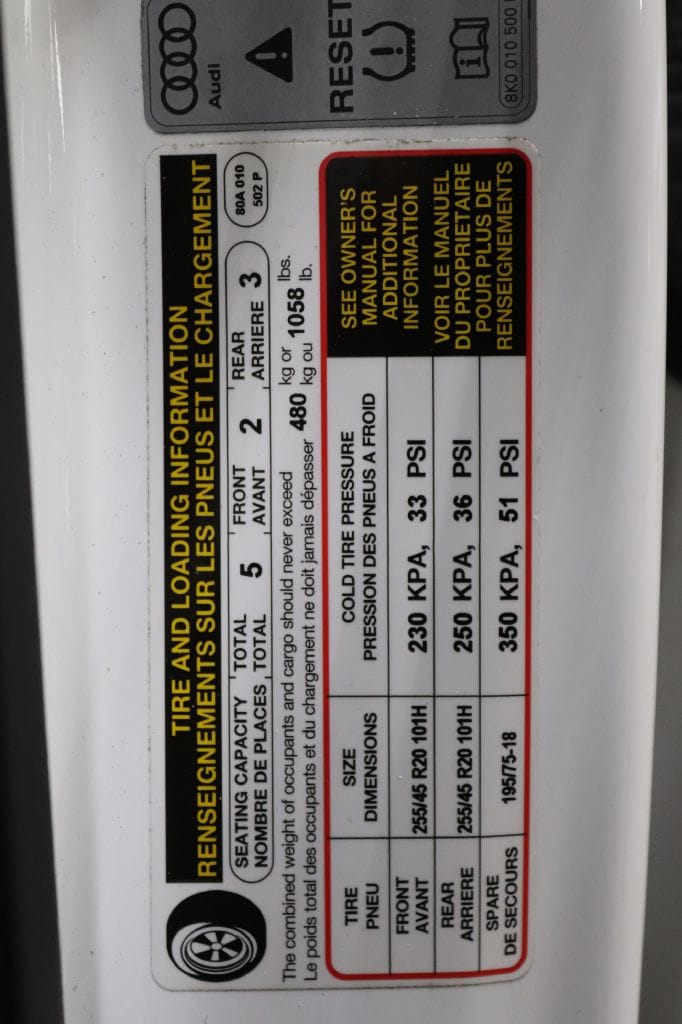 Audi
RESET
8K0 010 500
TIRE AND LOADING INFORMATION
RENSEIGNEMENTS SUR LES PNEUS ET LE CHARGEMENT
80A 010
502 P
SEATING CAPACITY TOTAL 5 FRONT 2 REAR 3
NOMBRE DE PLACES TOTAL AVANT ARRIERE
The combined weight of occupants and cargo should never exceed 480 kg or 1058 lbs.
Le poids total des occupants et du chargement ne doit jamais dépasser kg ou lb.
TIRE SIZE COLD TIRE PRESSURE
PNEU DIMENSIONS PRESSION DES PNEUS A FROID
FRONT 255/45 R20 101H 230 KPA, 33 PSI
AVANT
REAR 255/45 R20 101H 250 KPA, 36 PSI
ARRIERE
SPARE 195/75-18 350 KPA, 51 PSI
DE SECOURS
SEE OWNER'S
MANUAL FOR
ADDITIONAL
INFORMATION
VOIR LE MANUEL
DU PROPRIETAIRE
POUR PLUS DE
RENSEIGNEMENTS